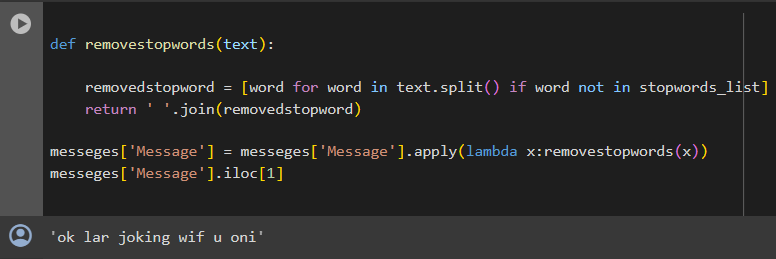 def removestopwords(text):
    removedstopword = [word for word in text.split() if word not in stopwords_list]
    return ' '.join(removedstopword)
messeges['Message'] = messeges['Message'].apply(lambda x:removestopwords(x))
messeges['Message'].iloc[1]
'ok lar joking wif u oni'